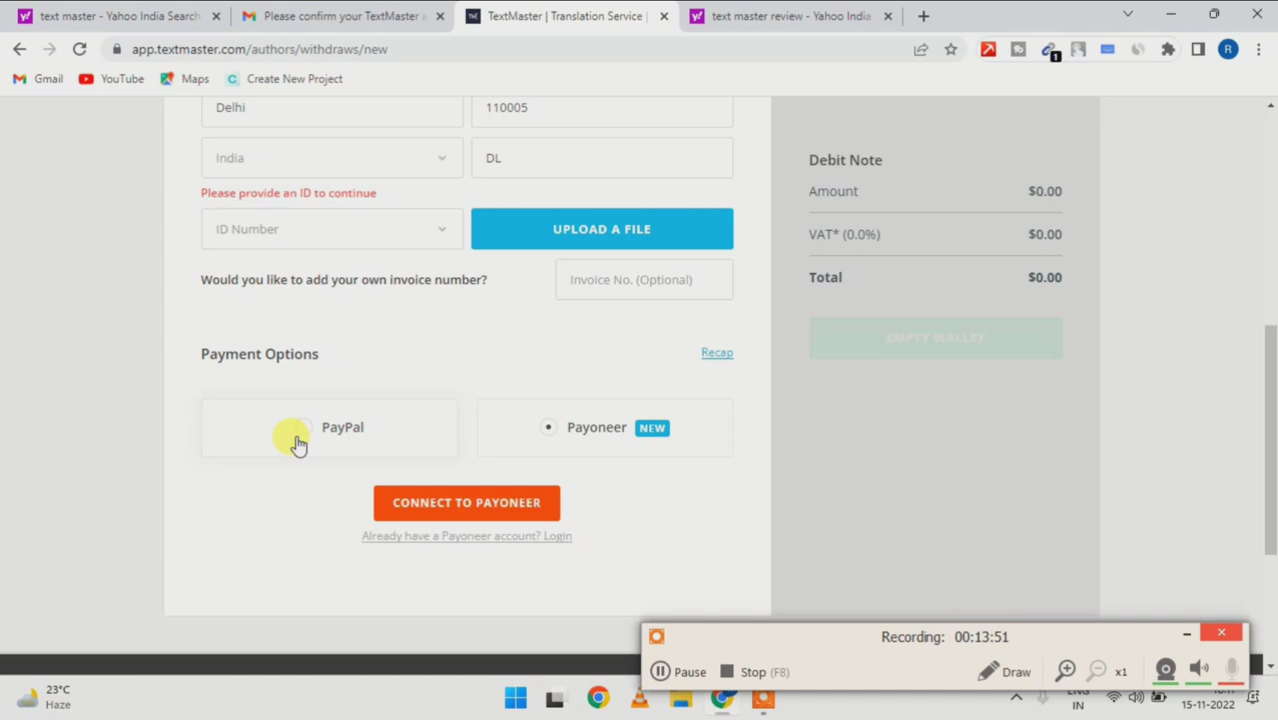 text master - Yahoo India Search
Please confirm your TextMaster a
TextMaster | Translation Service |
text master review - Yahoo India
app.textmaster.com/authors/withdraws/new
1
R
Gmail
YouTube
Maps
Create New Project
Delhi
110005
India
DL
Please provide an ID to continue
ID Number
UPLOAD A FILE
Would you like to add your own invoice number?
Invoice No. (Optional)
Payment Options
Recap
PayPal
Payoneer NEW
CONNECT TO PAYONEER
Already have a Payoneer account? Login
Debit Note
Amount $0.00
VAT* (0.0%) $0.00
Total $0.00
EMPTY WALLET
Recording: 00:13:51
Pause
Stop (F8)
Draw
x1
23°C
Haze
ENG
IN
15-11-2022